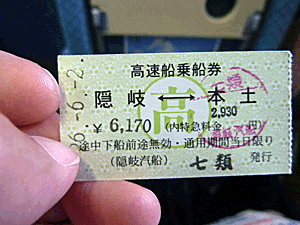 高速船乗船券
隠岐 ↔ 本土
高
2,930
¥6,170 (内特急料金 円)
途中下船前途無効・通用期間当日限り
(隠岐汽船) 七類 発行